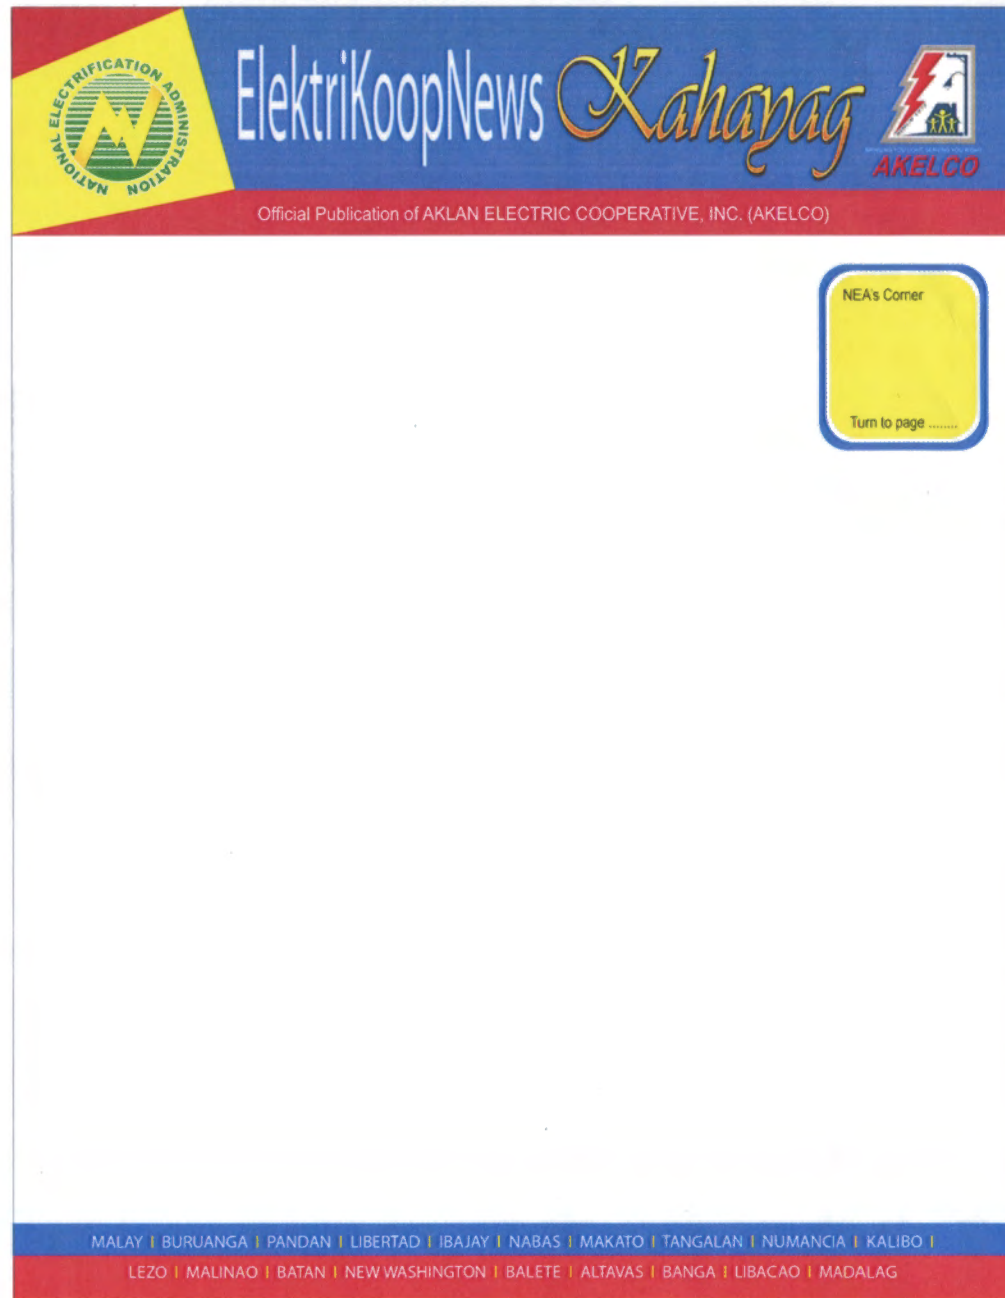 NATIONAL ELECTRIFICATION ADMINISTRATION
ElektriKoopNews Kahayag
AKELCO
Official Publication of AKLAN ELECTRIC COOPERATIVE, INC. (AKELCO)
NEA's Corner
Turn to page ........
MALAY I BURUANGA I PANDAN I LIBERTAD I IBAJAY I NABAS I MAKATO I TANGALAN I NUMANCIA I KALIBO I
LEZO I MALINAO I BATAN I NEW WASHINGTON I BALETE I ALTAVAS I BANGA I LIBACAO I MADALAG